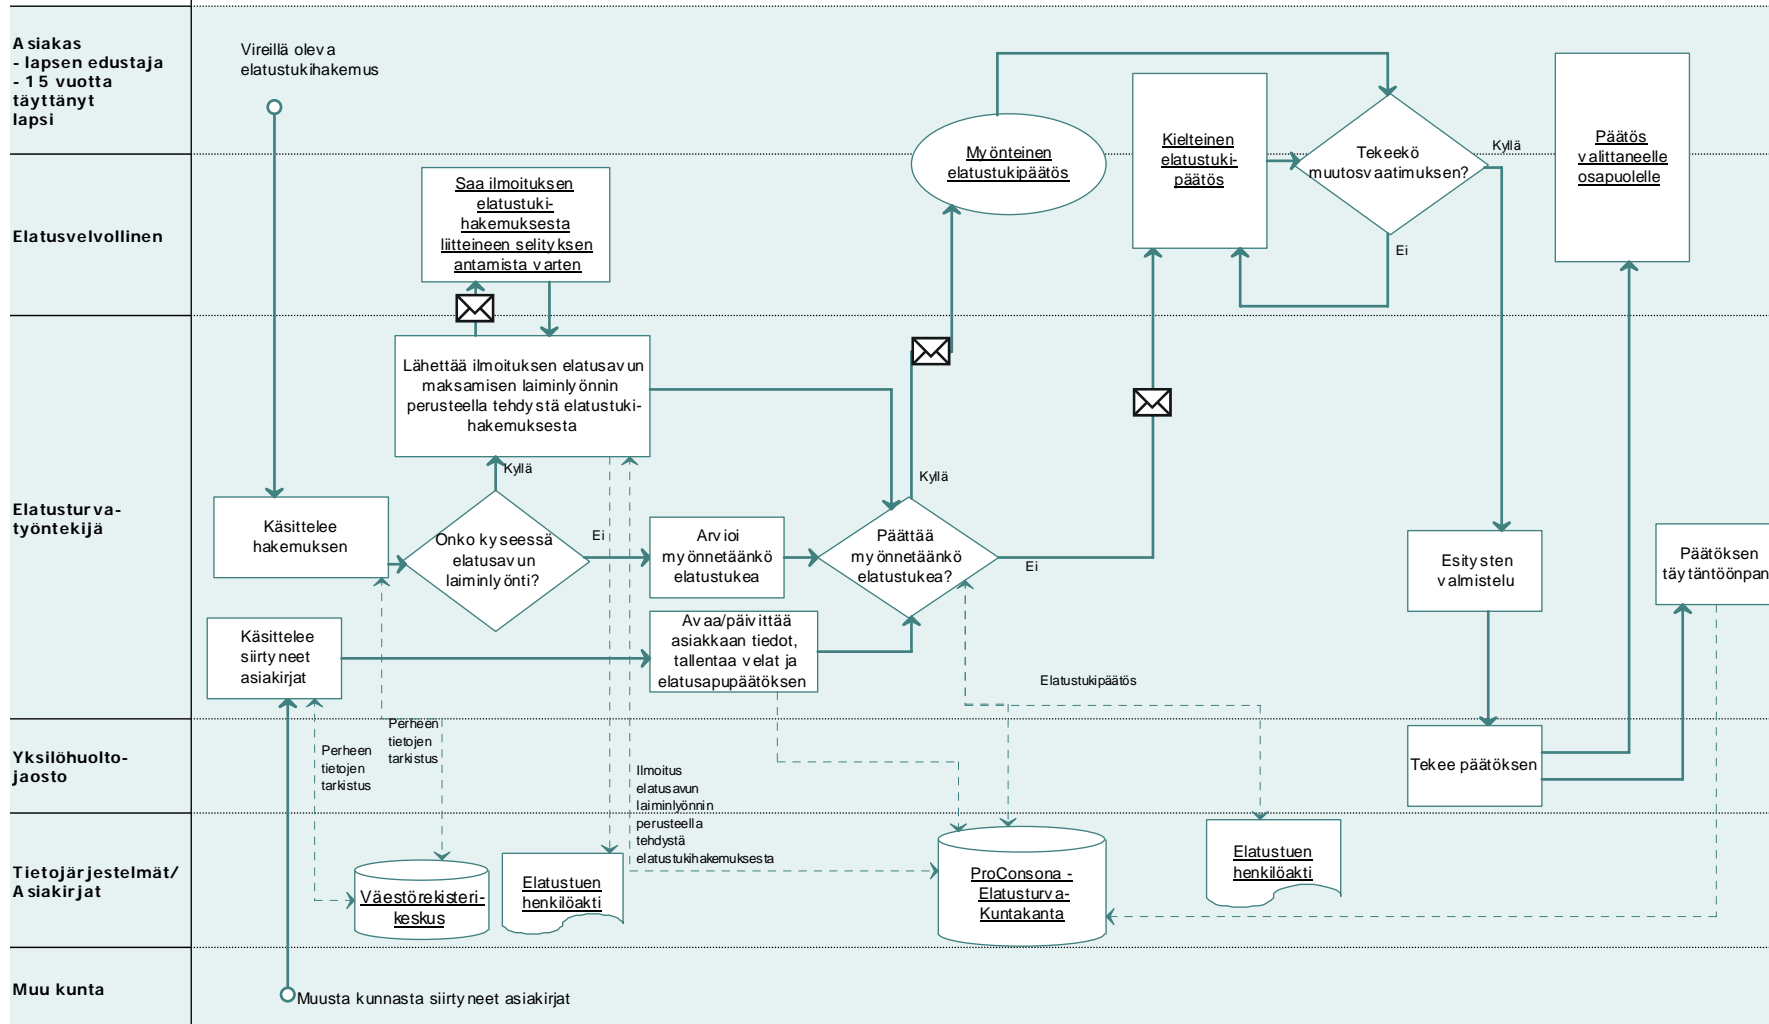 Asiakas
- lapsen edustaja
- 15 vuotta
täyttänyt
lapsi
Vireillä oleva
elatustukihakemus
Myönteinen
elatustukipäätös
Kielteinen
elatustuki-
päätös
Tekeekö
muutosvaatimuksen?
Kyllä
Ei
Päätös
valittaneelle
osapuolelle
Elatusvelvollinen
Saa ilmoituksen
elatustuki-
hakemuksesta
liitteineen selityksen
antamista varten
Elatusturva-
työntekijä
Lähettää ilmoituksen elatusavun
maksamisen laiminlyönnin
perusteella tehdystä elatustuki-
hakemuksesta
Kyllä
Käsittelee
hakemuksen
Onko kyseessä
elatusavun
laiminlyönti?
Ei
Arvioi
myönnetäänkö
elatustukea
Kyllä
Päättää
myönnetäänkö
elatustukea?
Ei
Esitysten
valmistelu
Päätöksen
täytäntöönpan
Käsittelee
siirtyneet
asiakirjat
Avaa/päivittää
asiakkaan tiedot,
tallentaa velat ja
elatusapupäätöksen
Elatustukipäätös
Yksilöhuolto-
jaosto
Perheen
tietojen
tarkistus
Perheen
tietojen
tarkistus
Ilmoitus
elatusavun
laiminlyönnin
perusteella
tehdystä
elatustukihakemuksesta
Tekee päätöksen
Tietojärjestelmät/
Asiakirjat
Väestörekisteri-
keskus
Elatustuen
henkilöakti
ProConsona -
Elatusturva-
Kuntakanta
Elatustuen
henkilöakti
Muu kunta
Muusta kunnasta siirtyneet asiakirjat